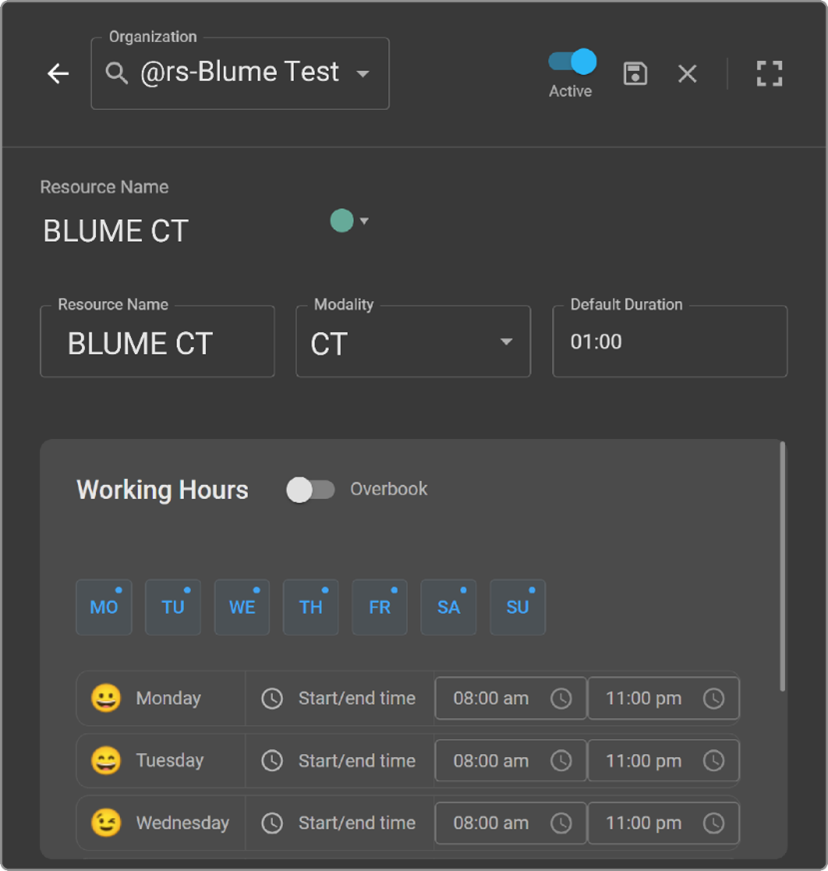 Organization
@rs-Blume Test
Active
Resource Name
BLUME CT
Resource Name
BLUME CT
Modality
CT
Default Duration
01:00
Working Hours
Overbook
MO TU WE TH FR SA SU
Monday Start/end time 08:00 am 11:00 pm
Tuesday Start/end time 08:00 am 11:00 pm
Wednesday Start/end time 08:00 am 11:00 pm